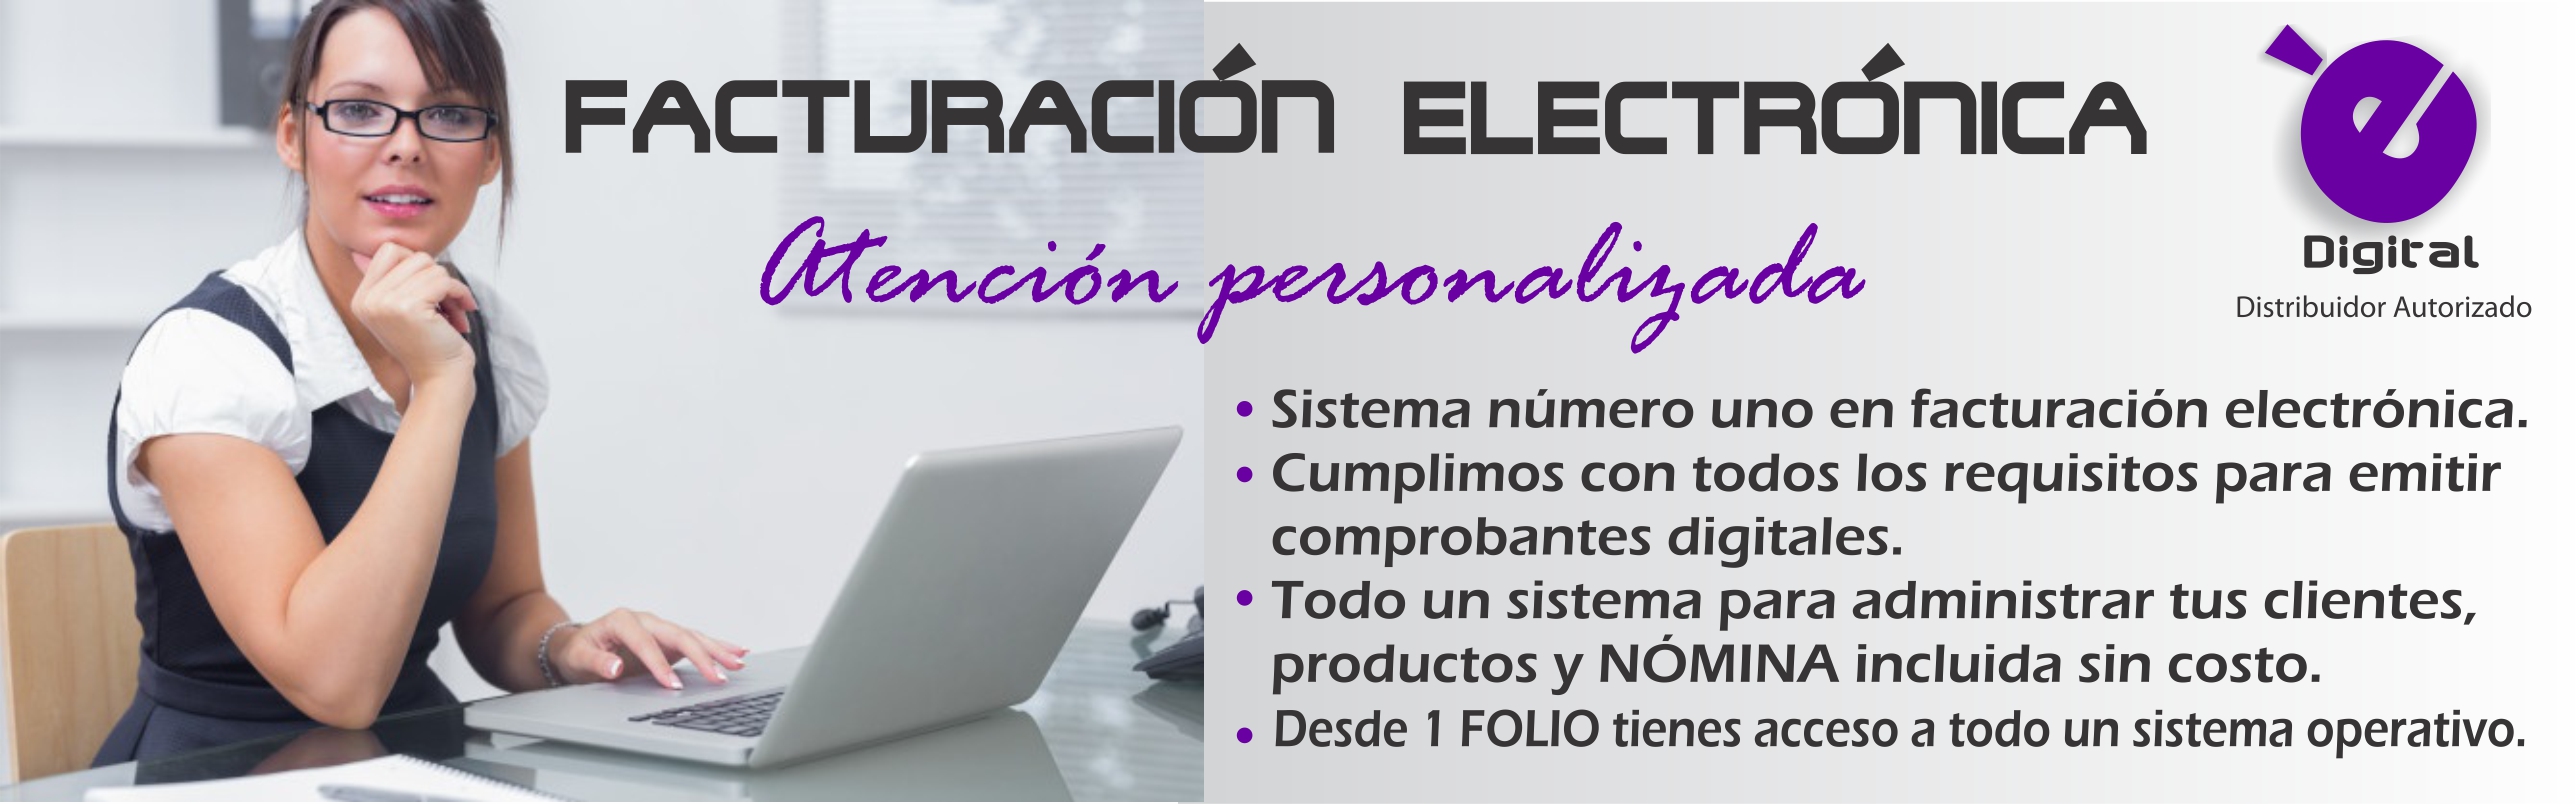 FACTURACIÓN ELECTRÓNICA
Atención personalizada
é
Digital
Distribuidor Autorizado
• Sistema número uno en facturación electrónica.
• Cumplimos con todos los requisitos para emitir
comprobantes digitales.
• Todo un sistema para administrar tus clientes,
productos y NÓMINA incluida sin costo.
• Desde 1 FOLIO tienes acceso a todo un sistema operativo.